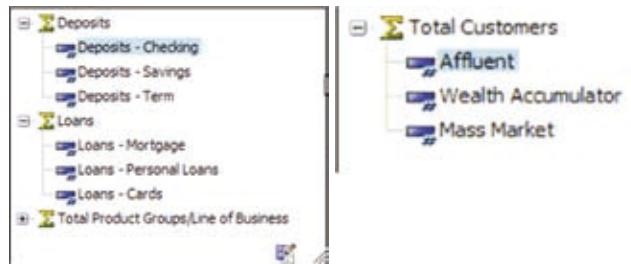 Deposits
Deposits - Checking
Deposits - Savings
Deposits - Term
Loans
Loans - Mortgage
Loans - Personal Loans
Loans - Cards
Total Product Groups/Line of Business
Total Customers
Affluent
Wealth Accumulator
Mass Market